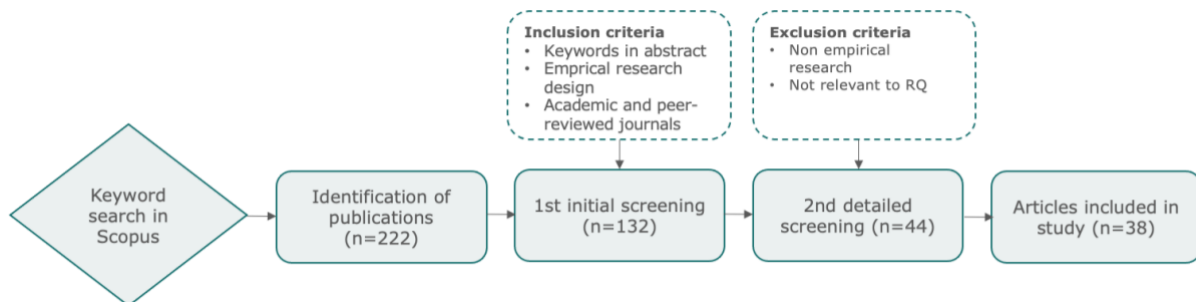 Inclusion criteria
• Keywords in abstract
• Emprical research
design
• Academic and peer-
reviewed journals
Exclusion criteria
• Non empirical
research
• Not relevant to RQ
Keyword
search in
Scopus
Identification of
publications
(n=222)
1st initial screening
(n=132)
2nd detailed
screening (n=44)
Articles included in
study (n=38)